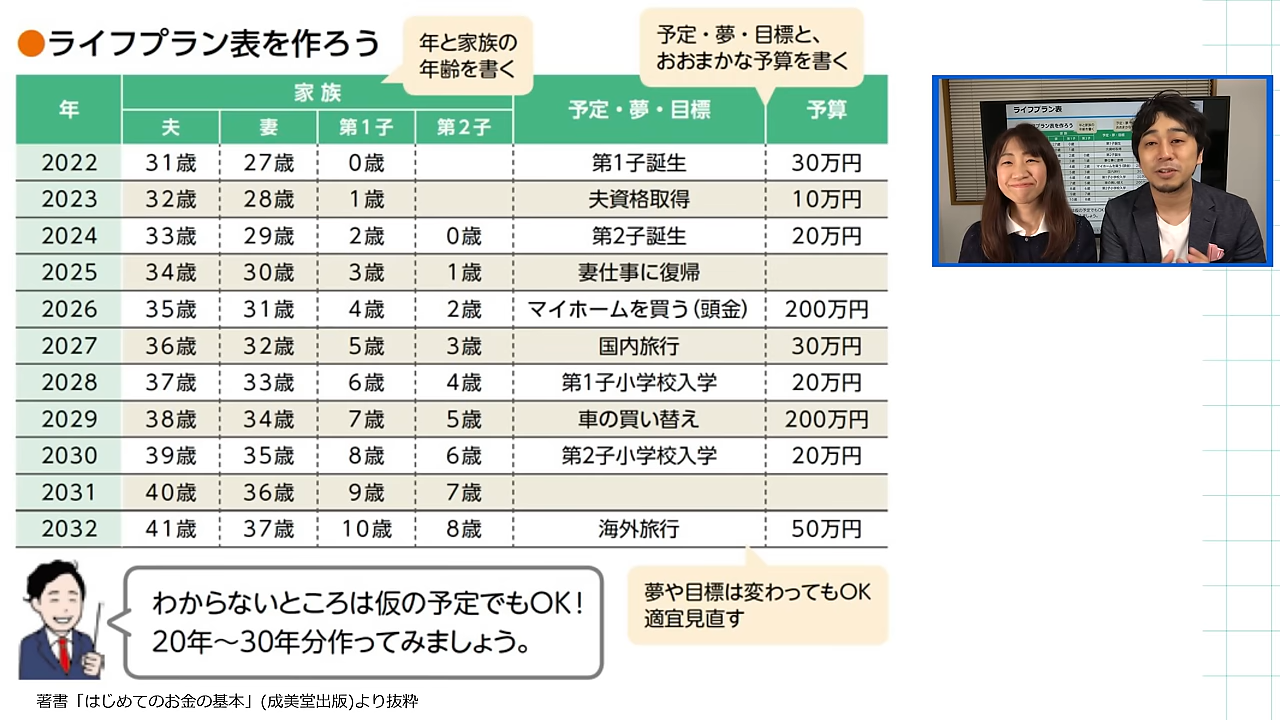 ライフプラン表を作ろう
年と家族の
年齢を書く
予定・夢・目標と、
おおまかな予算を書く
年 家族 予定・夢・目標 予算
夫 妻 第1子 第2子
2022 31歳 27歳 0歳 第1子誕生 30万円
2023 32歳 28歳 1歳 夫資格取得 10万円
2024 33歳 29歳 2歳 0歳 第2子誕生 20万円
2025 34歳 30歳 3歳 1歳 妻仕事に復帰
2026 35歳 31歳 4歳 2歳 マイホームを買う(頭金) 200万円
2027 36歳 32歳 5歳 3歳 国内旅行 30万円
2028 37歳 33歳 6歳 4歳 第1子小学校入学 20万円
2029 38歳 34歳 7歳 5歳 車の買い替え 200万円
2030 39歳 35歳 8歳 6歳 第2子小学校入学 20万円
2031 40歳 36歳 9歳 7歳
2032 41歳 37歳 10歳 8歳 海外旅行 50万円
わからないところは仮の予定でもOK!
20年〜30年分作ってみましょう。
夢や目標は変わってもOK
適宜見直す
著書「はじめてのお金の基本」(成美堂出版)より抜粋
ライフプラン表